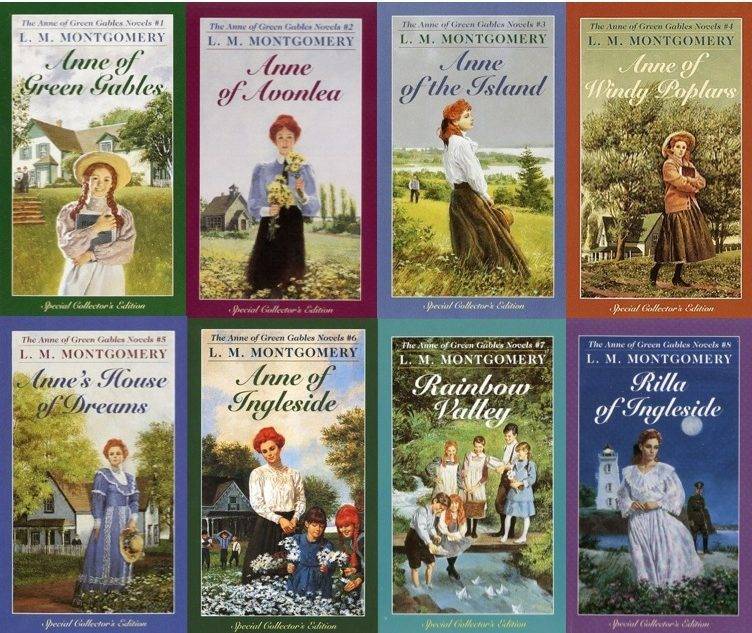 The Anne of Green Gables Novels #1
L. M. MONTGOMERY
Anne of
Green Gables
Special Collector's Edition
The Anne of Green Gables Novels #2
L. M. MONTGOMERY
Anne
of Avonlea
Special Collector's Edition
The Anne of Green Gables Novels #3
L. M. MONTGOMERY
Anne
of the Island
Special Collector's Edition
The Anne of Green Gables Novels #4
L. M. MONTGOMERY
Anne of
Windy Poplars
Special Collector's Edition
The Anne of Green Gables Novels #5
L. M. MONTGOMERY
Anne's House
of Dreams
Special Collector's Edition
The Anne of Green Gables Novels #6
L. M. MONTGOMERY
Anne of
Ingleside
Special Collector's Edition
The Anne of Green Gables Novels #7
L. M. MONTGOMERY
Rainbow
Valley
Special Collector's Edition
The Anne of Green Gables Novels #8
L. M. MONTGOMERY
Rilla
of Ingleside
Special Collector's Edition